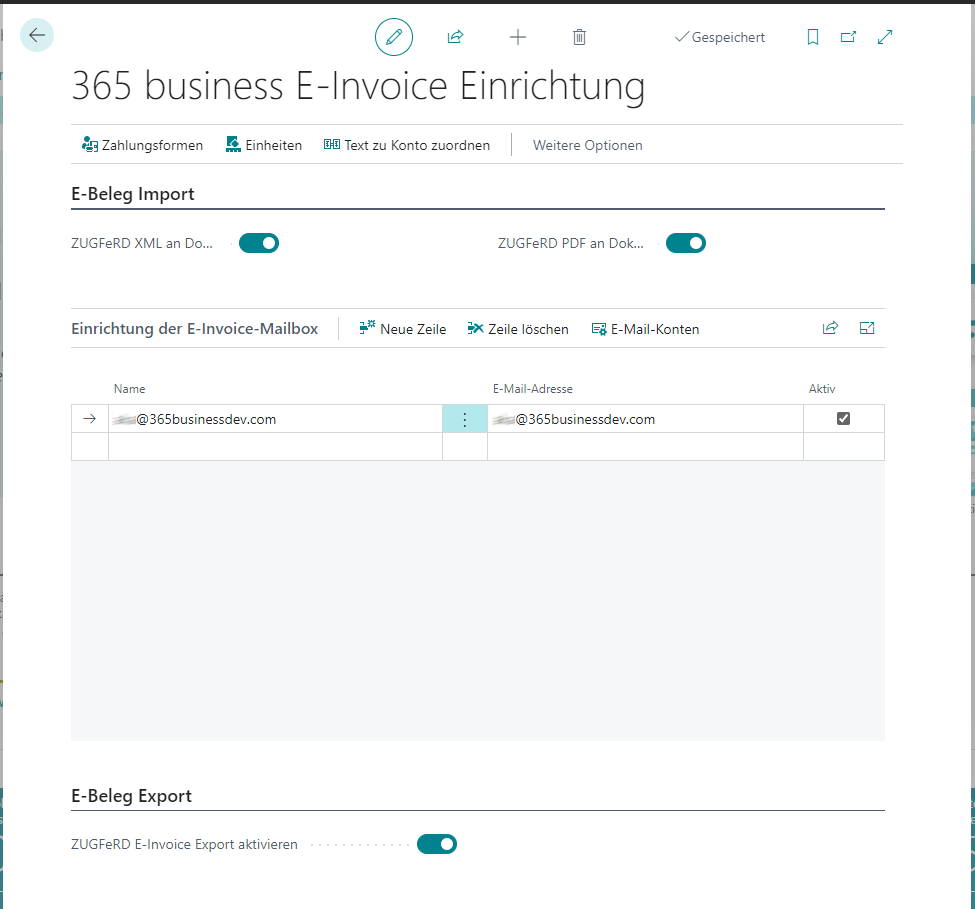 Gespeichert
365 business E-Invoice Einrichtung
Zahlungsformen Einheiten Text zu Konto zuordnen Weitere Optionen
E-Beleg Import
ZUGFeRD XML an Do... ZUGFeRD PDF an Dok...
Einrichtung der E-Invoice-Mailbox Neue Zeile Zeile löschen E-Mail-Konten
Name E-Mail-Adresse Aktiv
@365businessdev.com @365businessdev.com
E-Beleg Export
ZUGFeRD E-Invoice Export aktivieren